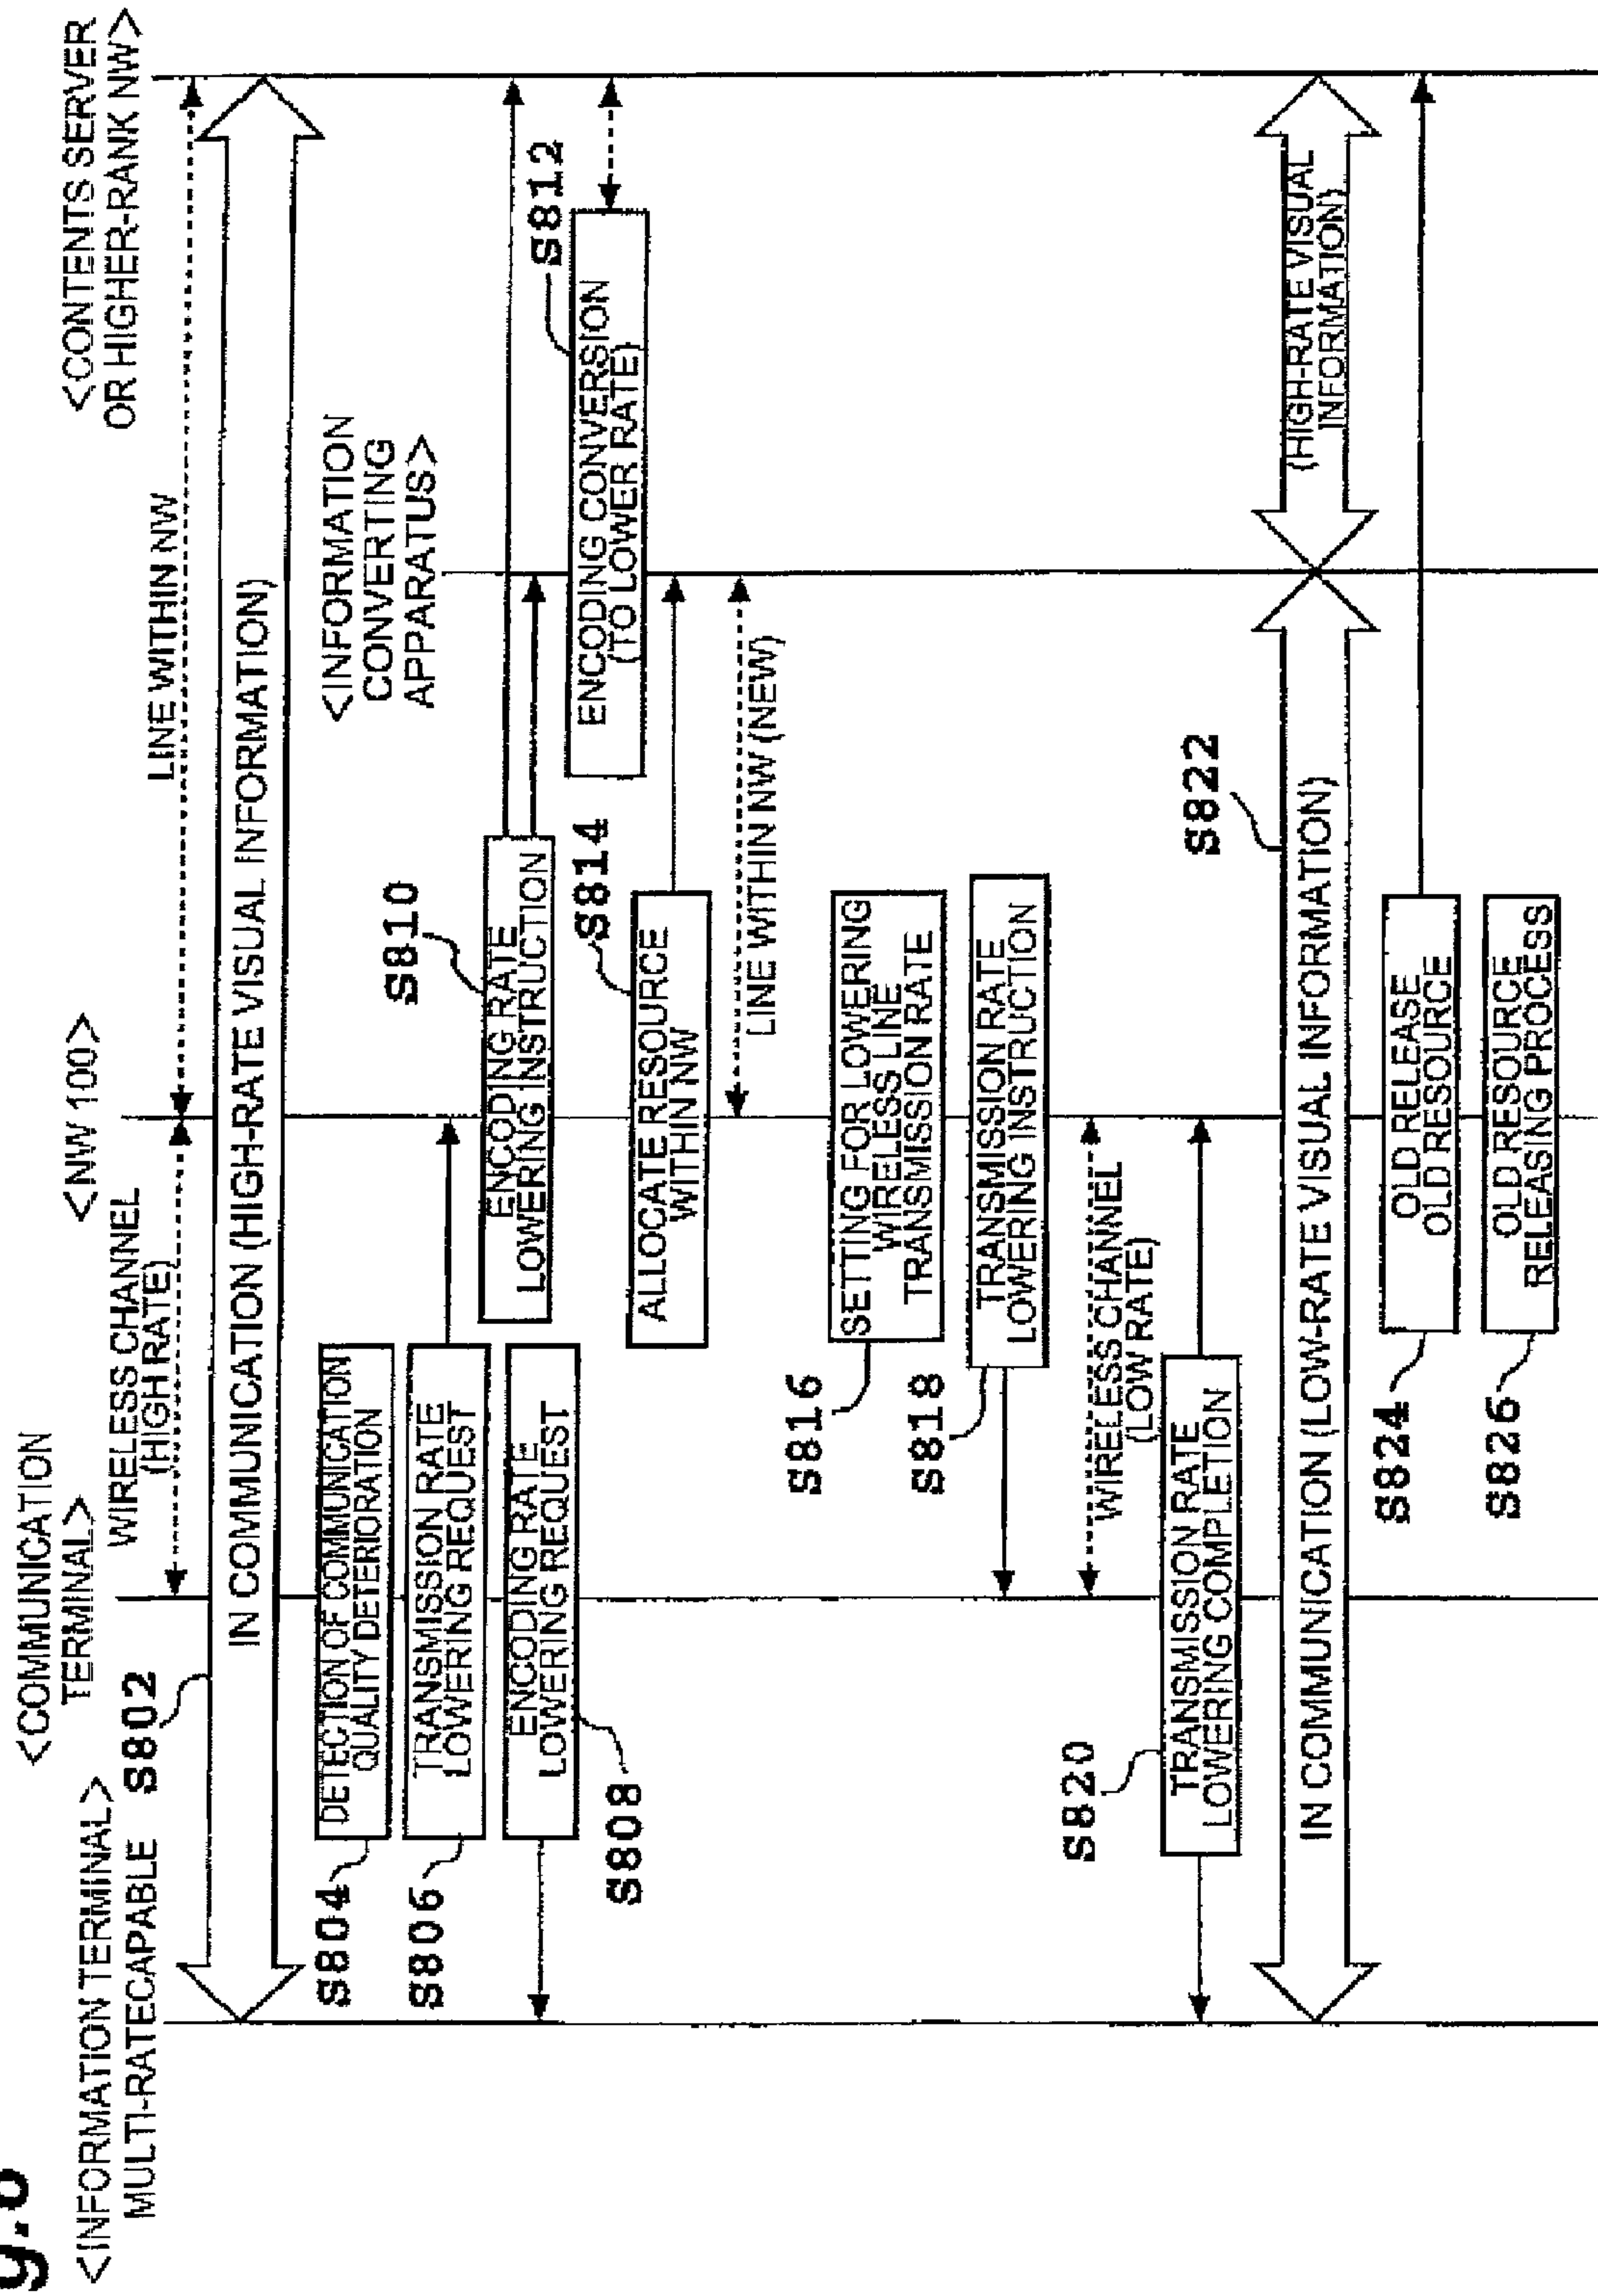 g.8
<INFORMATION TERMINAL>
MULTI-RATECAPABLE
<COMMUNICATION
TERMINAL>
<NW 100>
<CONTENTS SERVER
OR HIGHER-RANK NW>
WIRELESS CHANNEL
(HIGH RATE)
LINE WITHIN NW
S802
IN COMMUNICATION (HIGH-RATE VISUAL INFORMATION)
<INFORMATION
CONVERTING
APPARATUS>
S804
DETECTION OF COMMUNICATION
QUALITY DETERIORATION
S806
TRANSMISSION RATE
LOWERING REQUEST
S808
ENCODING RATE
LOWERING REQUEST
S810
ENCODING RATE
LOWERING INSTRUCTION
S812
ENCODING CONVERSION
(TO LOWER RATE)
S814
ALLOCATE RESOURCE
WITHIN NW
LINE WITHIN NW (NEW)
S816
SETTING FOR LOWERING
WIRELESS LINE
TRANSMISSION RATE
S818
TRANSMISSION RATE
LOWERING INSTRUCTION
WIRELESS CHANNEL
(LOW RATE)
S820
TRANSMISSION RATE
LOWERING COMPLETION
S822
IN COMMUNICATION (LOW-RATE VISUAL INFORMATION)
(HIGH-RATE VISUAL
INFORMATION)
S824
OLD RELEASE
OLD RESOURCE
S826
OLD RESOURCE
RELEASING PROCESS